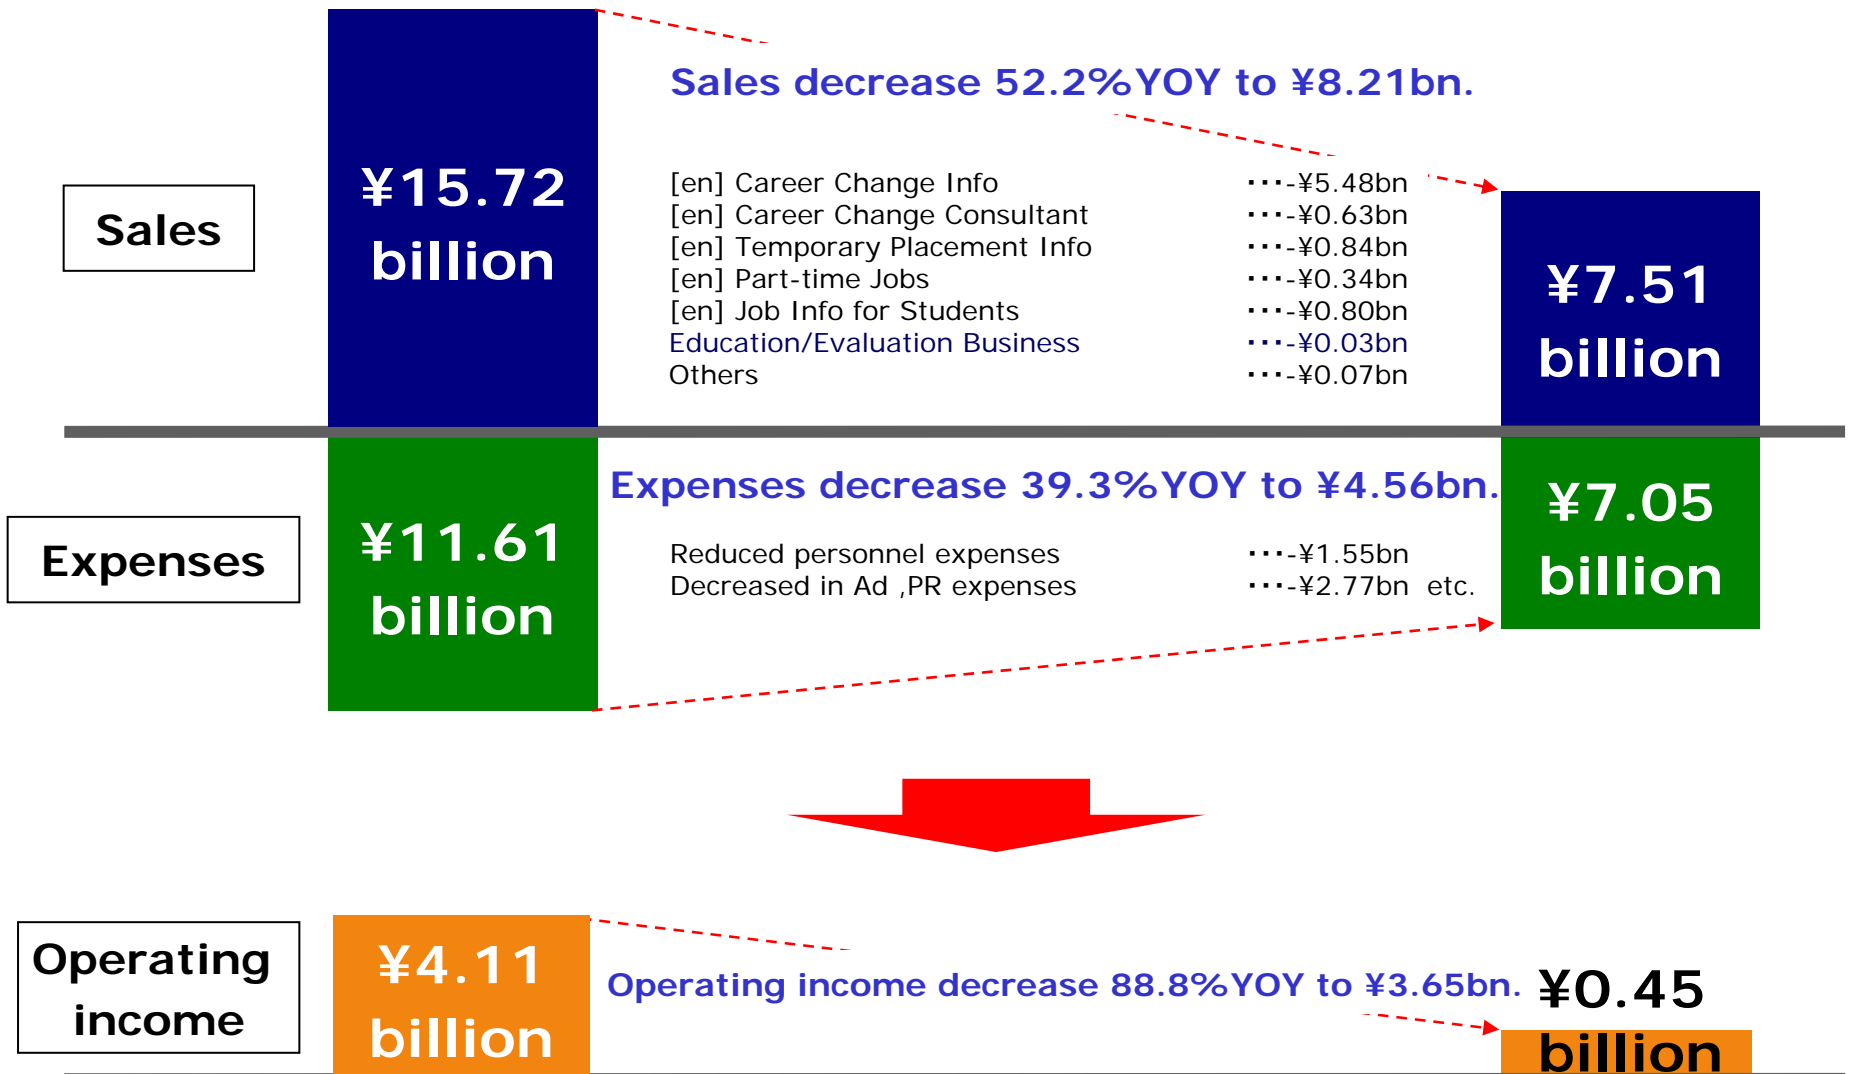 Sales decrease 52.2%YOY to ¥8.21bn.
Sales
¥15.72
billion
[en] Career Change Info ･･･-¥5.48bn
[en] Career Change Consultant ･･･-¥0.63bn
[en] Temporary Placement Info ･･･-¥0.84bn
[en] Part-time Jobs ･･･-¥0.34bn
[en] Job Info for Students ･･･-¥0.80bn
Education/Evaluation Business ･･･-¥0.03bn
Others ･･･-¥0.07bn
¥7.51
billion
Expenses decrease 39.3%YOY to ¥4.56bn.
Expenses
¥11.61
billion
Reduced personnel expenses ･･･-¥1.55bn
Decreased in Ad ,PR expenses ･･･-¥2.77bn etc.
¥7.05
billion
Operating
income
¥4.11
billion
Operating income decrease 88.8%YOY to ¥3.65bn.
¥0.45
billion